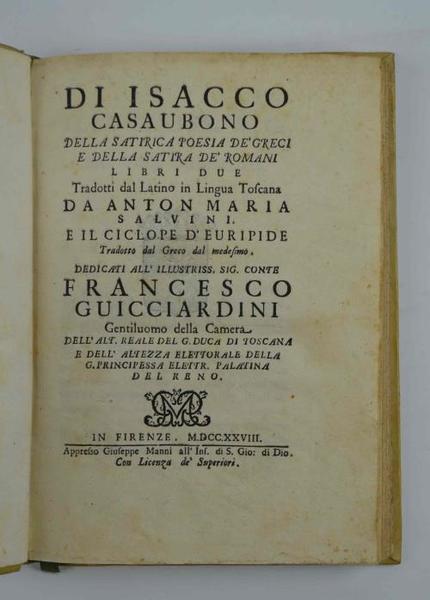 DI ISACCO
CASAUBONO
DELLA SATIRICA POESIA DE' GRECI
E DELLA SATIRA DE' ROMANI
LIBRI DUE
Tradotti dal Latino in Lingua Toscana
DA ANTON MARIA
SALVINI.
E IL CICLOPE D'EURIPIDE
Tradotto dal Greco dal medesimo.
DEDICATI ALL' ILLUSTRISS. SIG. CONTE
FRANCESCO
GUICCIARDINI
Gentiluomo della Camera
DELL'ALT. REALE DEL G. DUCA DI TOSCANA
E DELL' ALTEZZA ELETTORALE DELLA
G. PRINCIPESSA ELETTR. PALATINA
DEL RENO.
IN FIRENZE. M.DCC.XXVIII.
Appresso Giuseppe Manni all' Ins. di S. Gio: di Dio.
Con Licenza de' Superiori.